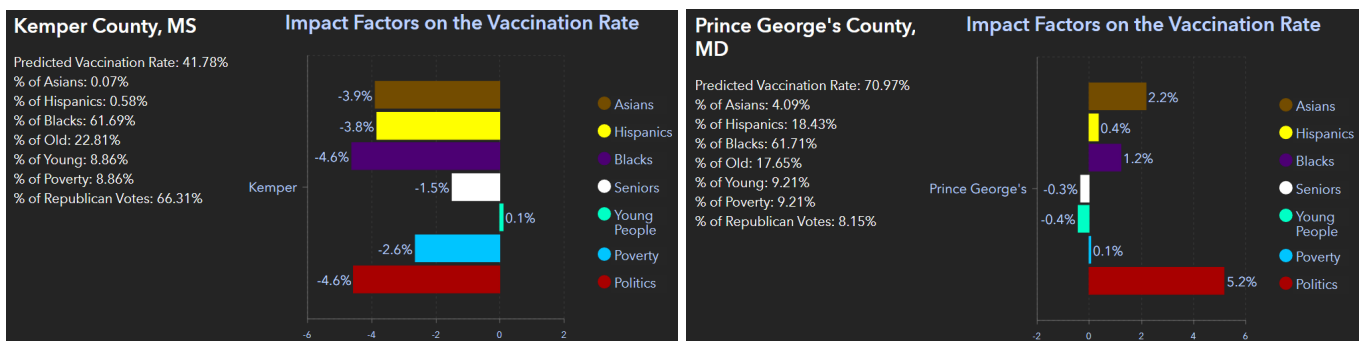 Kemper County, MS
Impact Factors on the Vaccination Rate
Predicted Vaccination Rate: 41.78%
% of Asians: 0.07%
% of Hispanics: 0.58%
% of Blacks: 61.69%
% of Old: 22.81%
% of Young: 8.86%
% of Poverty: 8.86%
% of Republican Votes: 66.31%
Kemper
-3.9%
-3.8%
-4.6%
-1.5%
0.1%
-2.6%
-4.6%
-6 -4 -2 0 2
Asians
Hispanics
Blacks
Seniors
Young
People
Poverty
Politics
Prince George's County,
MD
Impact Factors on the Vaccination Rate
Predicted Vaccination Rate: 70.97%
% of Asians: 4.09%
% of Hispanics: 18.43%
% of Blacks: 61.71%
% of Old: 17.65%
% of Young: 9.21%
% of Poverty: 9.21%
% of Republican Votes: 8.15%
Prince George's
2.2%
0.4%
1.2%
-0.3%
-0.4%
0.1%
5.2%
-2 0 2 4 6
Asians
Hispanics
Blacks
Seniors
Young
People
Poverty
Politics